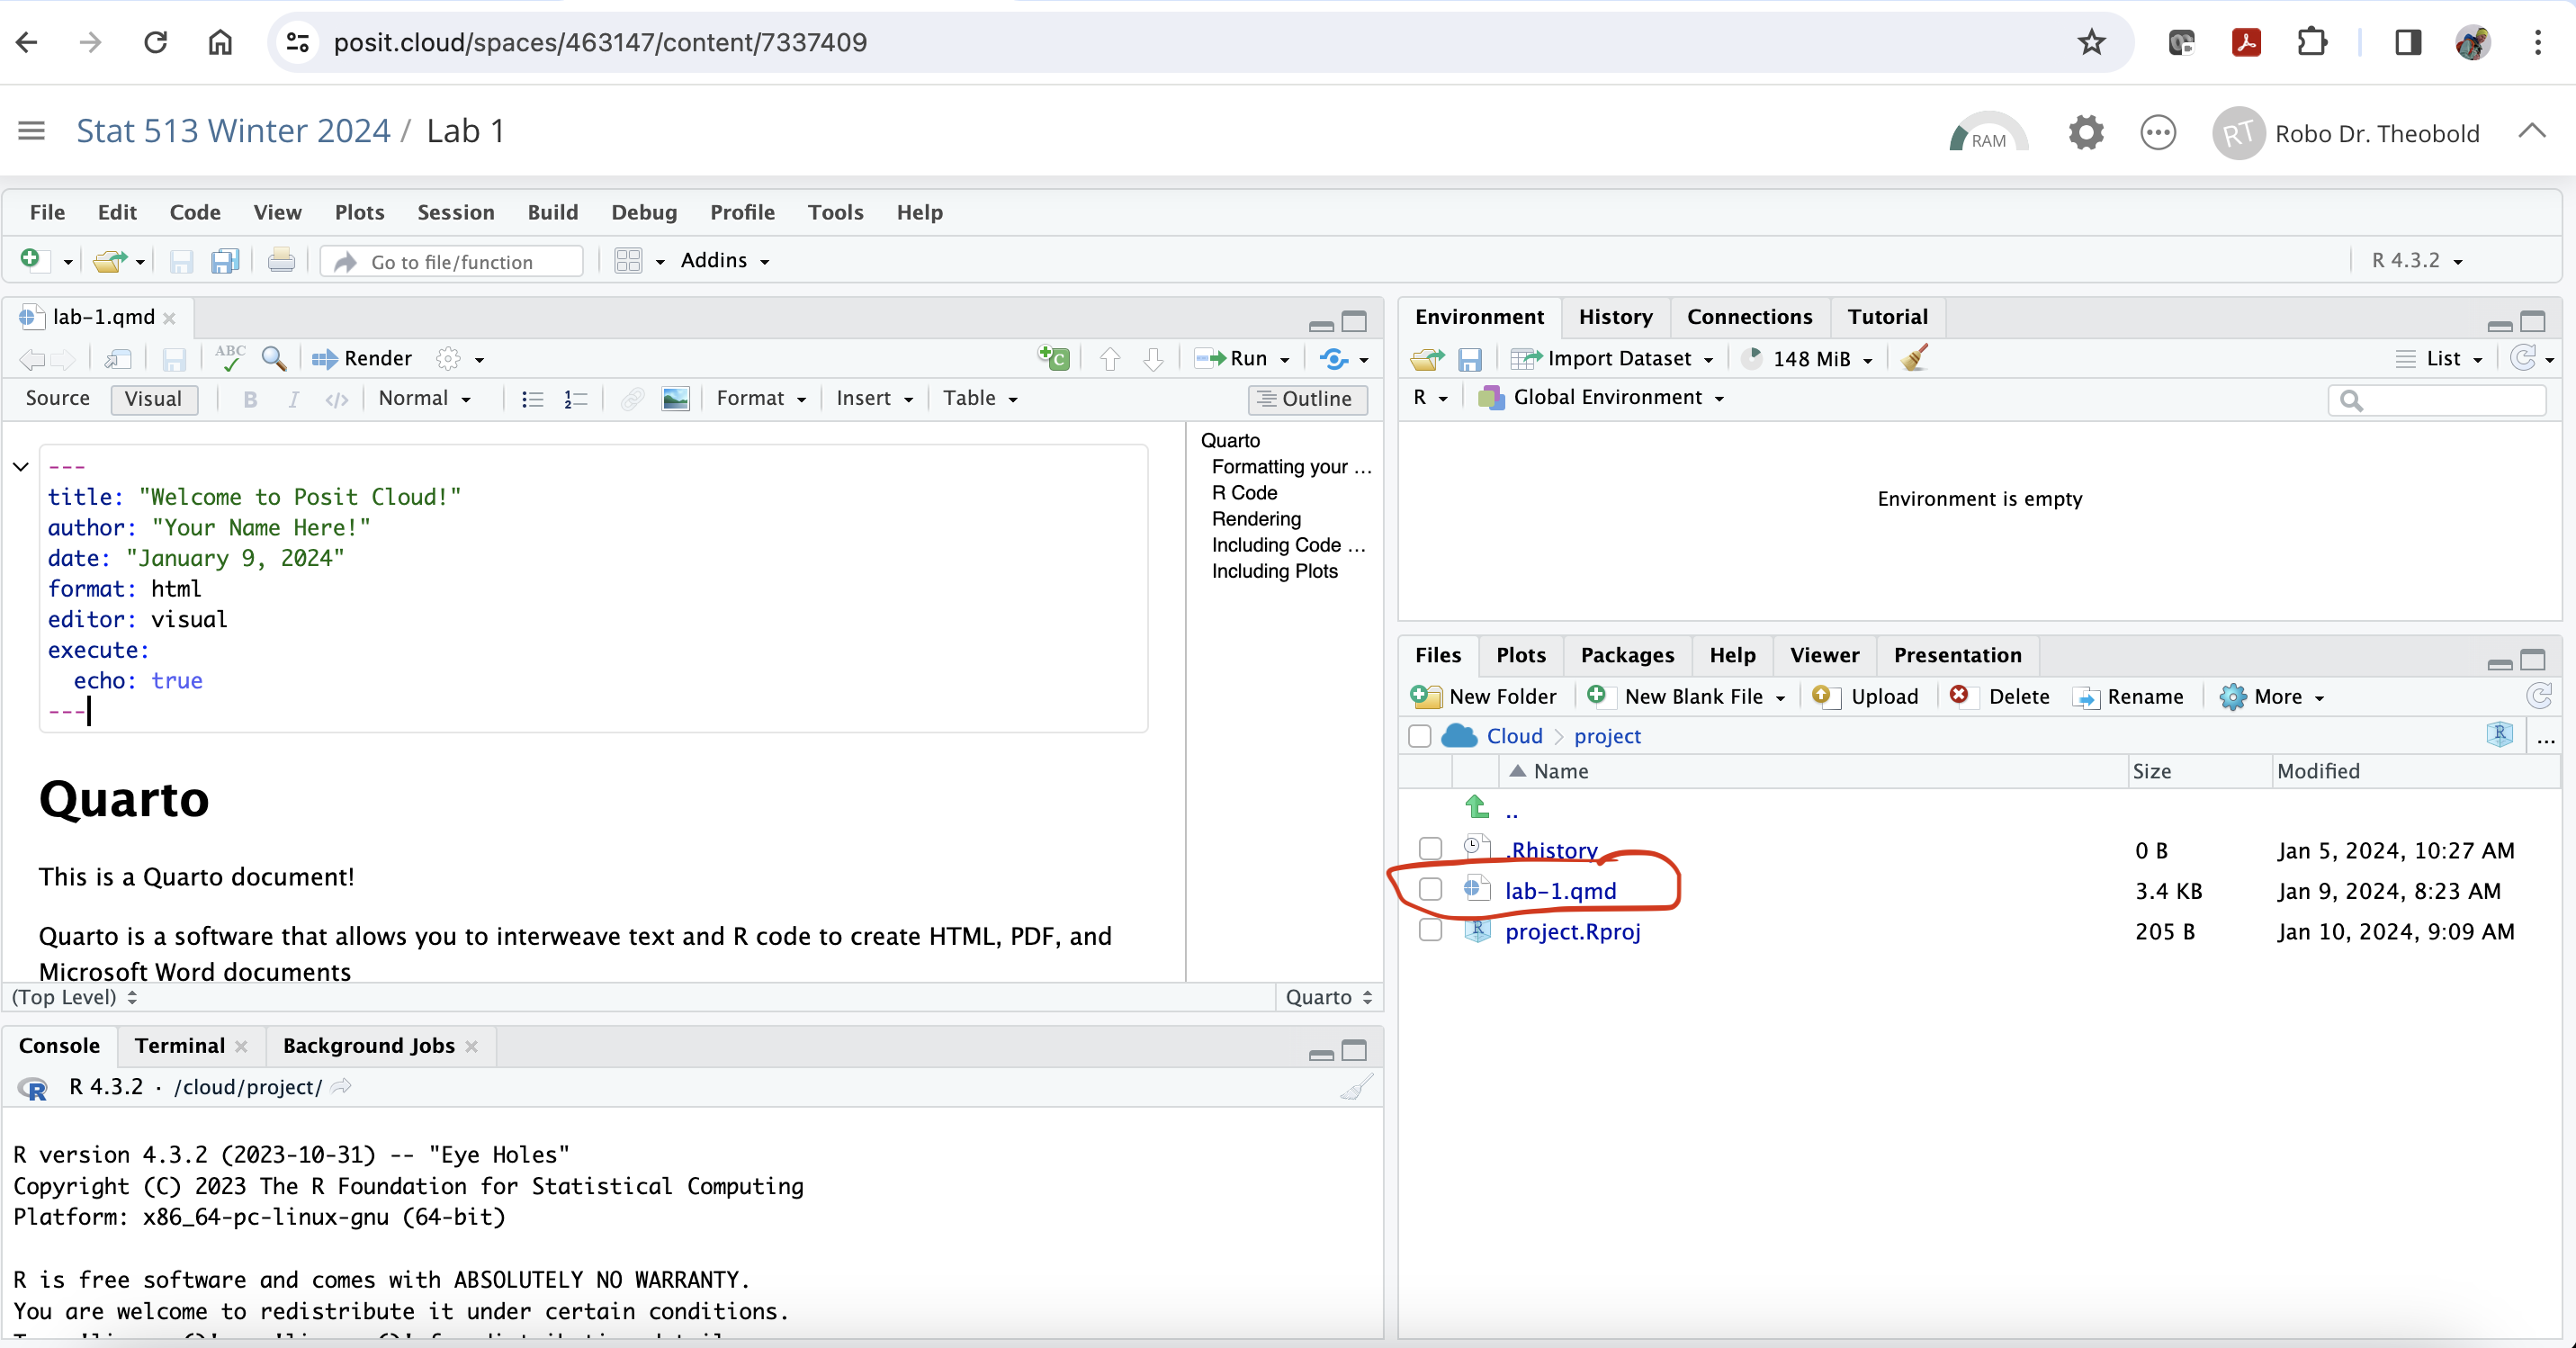 posit.cloud/spaces/463147/content/7337409
Stat 513 Winter 2024 / Lab 1
RAM
RT Robo Dr. Theobold
File Edit Code View Plots Session Build Debug Profile Tools Help
Go to file/function Addins R 4.3.2
lab-1.qmd
ABC Render Run
Source Visual B I </> Normal Format Insert Table Outline
---
title: "Welcome to Posit Cloud!"
author: "Your Name Here!"
date: "January 9, 2024"
format: html
editor: visual
execute:
  echo: true
---
Quarto
This is a Quarto document!
Quarto is a software that allows you to interweave text and R code to create HTML, PDF, and
Microsoft Word documents
(Top Level) Quarto
Quarto
Formatting your ...
R Code
Rendering
Including Code ...
Including Plots
Console Terminal Background Jobs
R 4.3.2 · /cloud/project/
R version 4.3.2 (2023-10-31) -- "Eye Holes"
Copyright (C) 2023 The R Foundation for Statistical Computing
Platform: x86_64-pc-linux-gnu (64-bit)
R is free software and comes with ABSOLUTELY NO WARRANTY.
You are welcome to redistribute it under certain conditions.
Environment History Connections Tutorial
Import Dataset 148 MiB List
R Global Environment
Environment is empty
Files Plots Packages Help Viewer Presentation
New Folder New Blank File Upload Delete Rename More
Cloud > project ...
Name Size Modified
..
.Rhistory 0 B Jan 5, 2024, 10:27 AM
lab-1.qmd 3.4 KB Jan 9, 2024, 8:23 AM
project.Rproj 205 B Jan 10, 2024, 9:09 AM